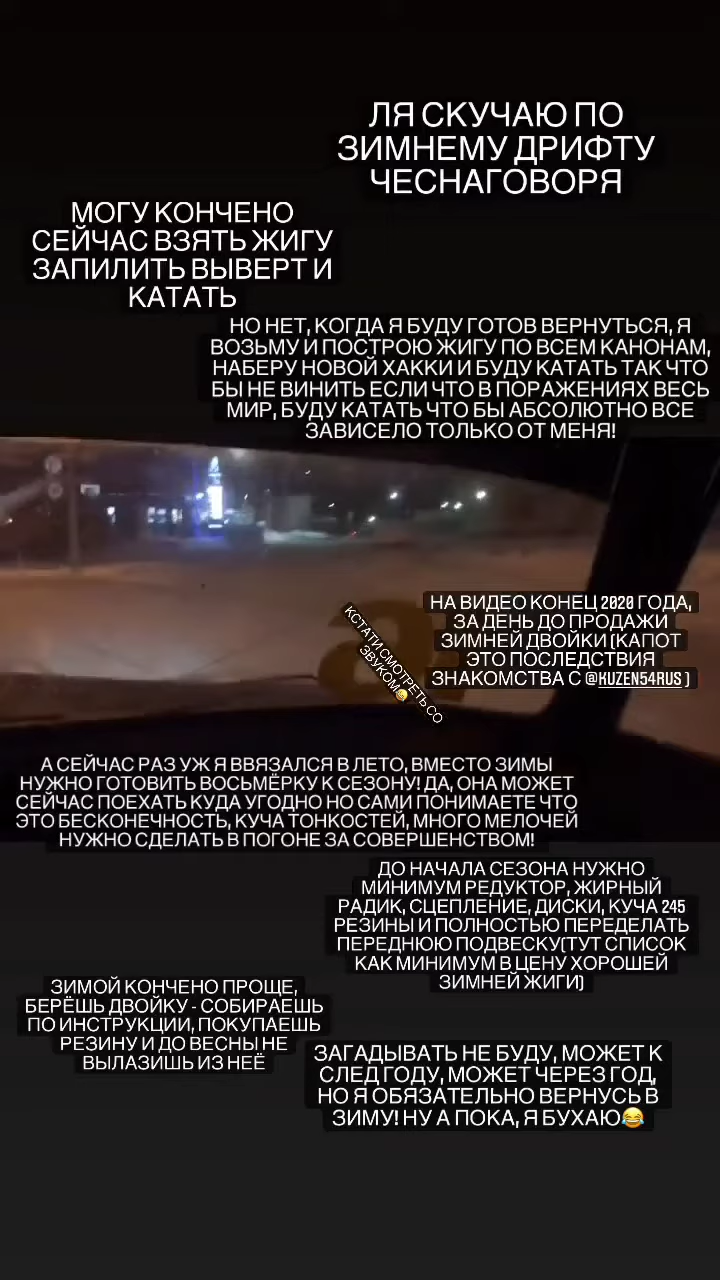 ЛЯ СКУЧАЮ ПО
ЗИМНЕМУ ДРИФТУ
ЧЕСНАГОВОРЯ
МОГУ КОНЧЕНО
СЕЙЧАС ВЗЯТЬ ЖИГУ
ЗАПИЛИТЬ ВЫВЕРТ И
КАТАТЬ
НО НЕТ, КОГДА Я БУДУ ГОТОВ ВЕРНУТЬСЯ, Я
ВОЗЬМУ И ПОСТРОЮ ЖИГУ ПО ВСЕМ КАНОНАМ,
НАБЕРУ НОВОЙ ХАККИ И БУДУ КАТАТЬ ТАК ЧТО
БЫ НЕ ВИНИТЬ ЕСЛИ ЧТО В ПОРАЖЕНИЯХ ВЕСЬ
МИР, БУДУ КАТАТЬ ЧТО БЫ АБСОЛЮТНО ВСЕ
ЗАВИСЕЛО ТОЛЬКО ОТ МЕНЯ!
НА ВИДЕО КОНЕЦ 2020 ГОДА,
ЗА ДЕНЬ ДО ПРОДАЖИ
ЗИМНЕЙ ДВОЙКИ (КАПОТ
ЭТО ПОСЛЕДСТВИЯ
ЗНАКОМСТВА С @KUZEN54RUS )
КСТАТИ СМОТРЕТЬ СО
ЗВУКОМ
А СЕЙЧАС РАЗ УЖ Я ВВЯЗАЛСЯ В ЛЕТО, ВМЕСТО ЗИМЫ
НУЖНО ГОТОВИТЬ ВОСЬМЁРКУ К СЕЗОНУ! ДА, ОНА МОЖЕТ
СЕЙЧАС ПОЕХАТЬ КУДА УГОДНО НО САМИ ПОНИМАЕТЕ ЧТО
ЭТО БЕСКОНЕЧНОСТЬ, КУЧА ТОНКОСТЕЙ, МНОГО МЕЛОЧЕЙ
НУЖНО СДЕЛАТЬ В ПОГОНЕ ЗА СОВЕРШЕНСТВОМ!
ДО НАЧАЛА СЕЗОНА НУЖНО
МИНИМУМ РЕДУКТОР, ЖИРНЫЙ
РАДИК, СЦЕПЛЕНИЕ, ДИСКИ, КУЧА 245
РЕЗИНЫ И ПОЛНОСТЬЮ ПЕРЕДЕЛАТЬ
ПЕРЕДНЮЮ ПОДВЕСКУ(ТУТ СПИСОК
КАК МИНИМУМ В ЦЕНУ ХОРОШЕЙ
ЗИМНЕЙ ЖИГИ)
ЗИМОЙ КОНЧЕНО ПРОЩЕ,
БЕРЁШЬ ДВОЙКУ - СОБИРАЕШЬ
ПО ИНСТРУКЦИИ, ПОКУПАЕШЬ
РЕЗИНУ И ДО ВЕСНЫ НЕ
ВЫЛАЗИШЬ ИЗ НЕЁ
ЗАГАДЫВАТЬ НЕ БУДУ, МОЖЕТ К
СЛЕД ГОДУ, МОЖЕТ ЧЕРЕЗ ГОД,
НО Я ОБЯЗАТЕЛЬНО ВЕРНУСЬ В
ЗИМУ! НУ А ПОКА, Я БУХАЮ😂